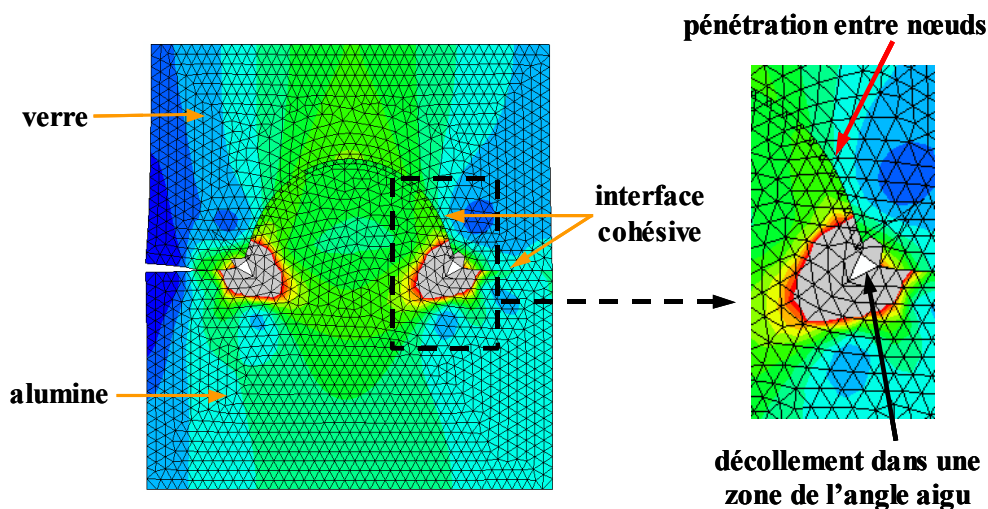 pénétration entre nœuds
verre
interface
cohésive
alumine
décollement dans une
zone de l'angle aigu